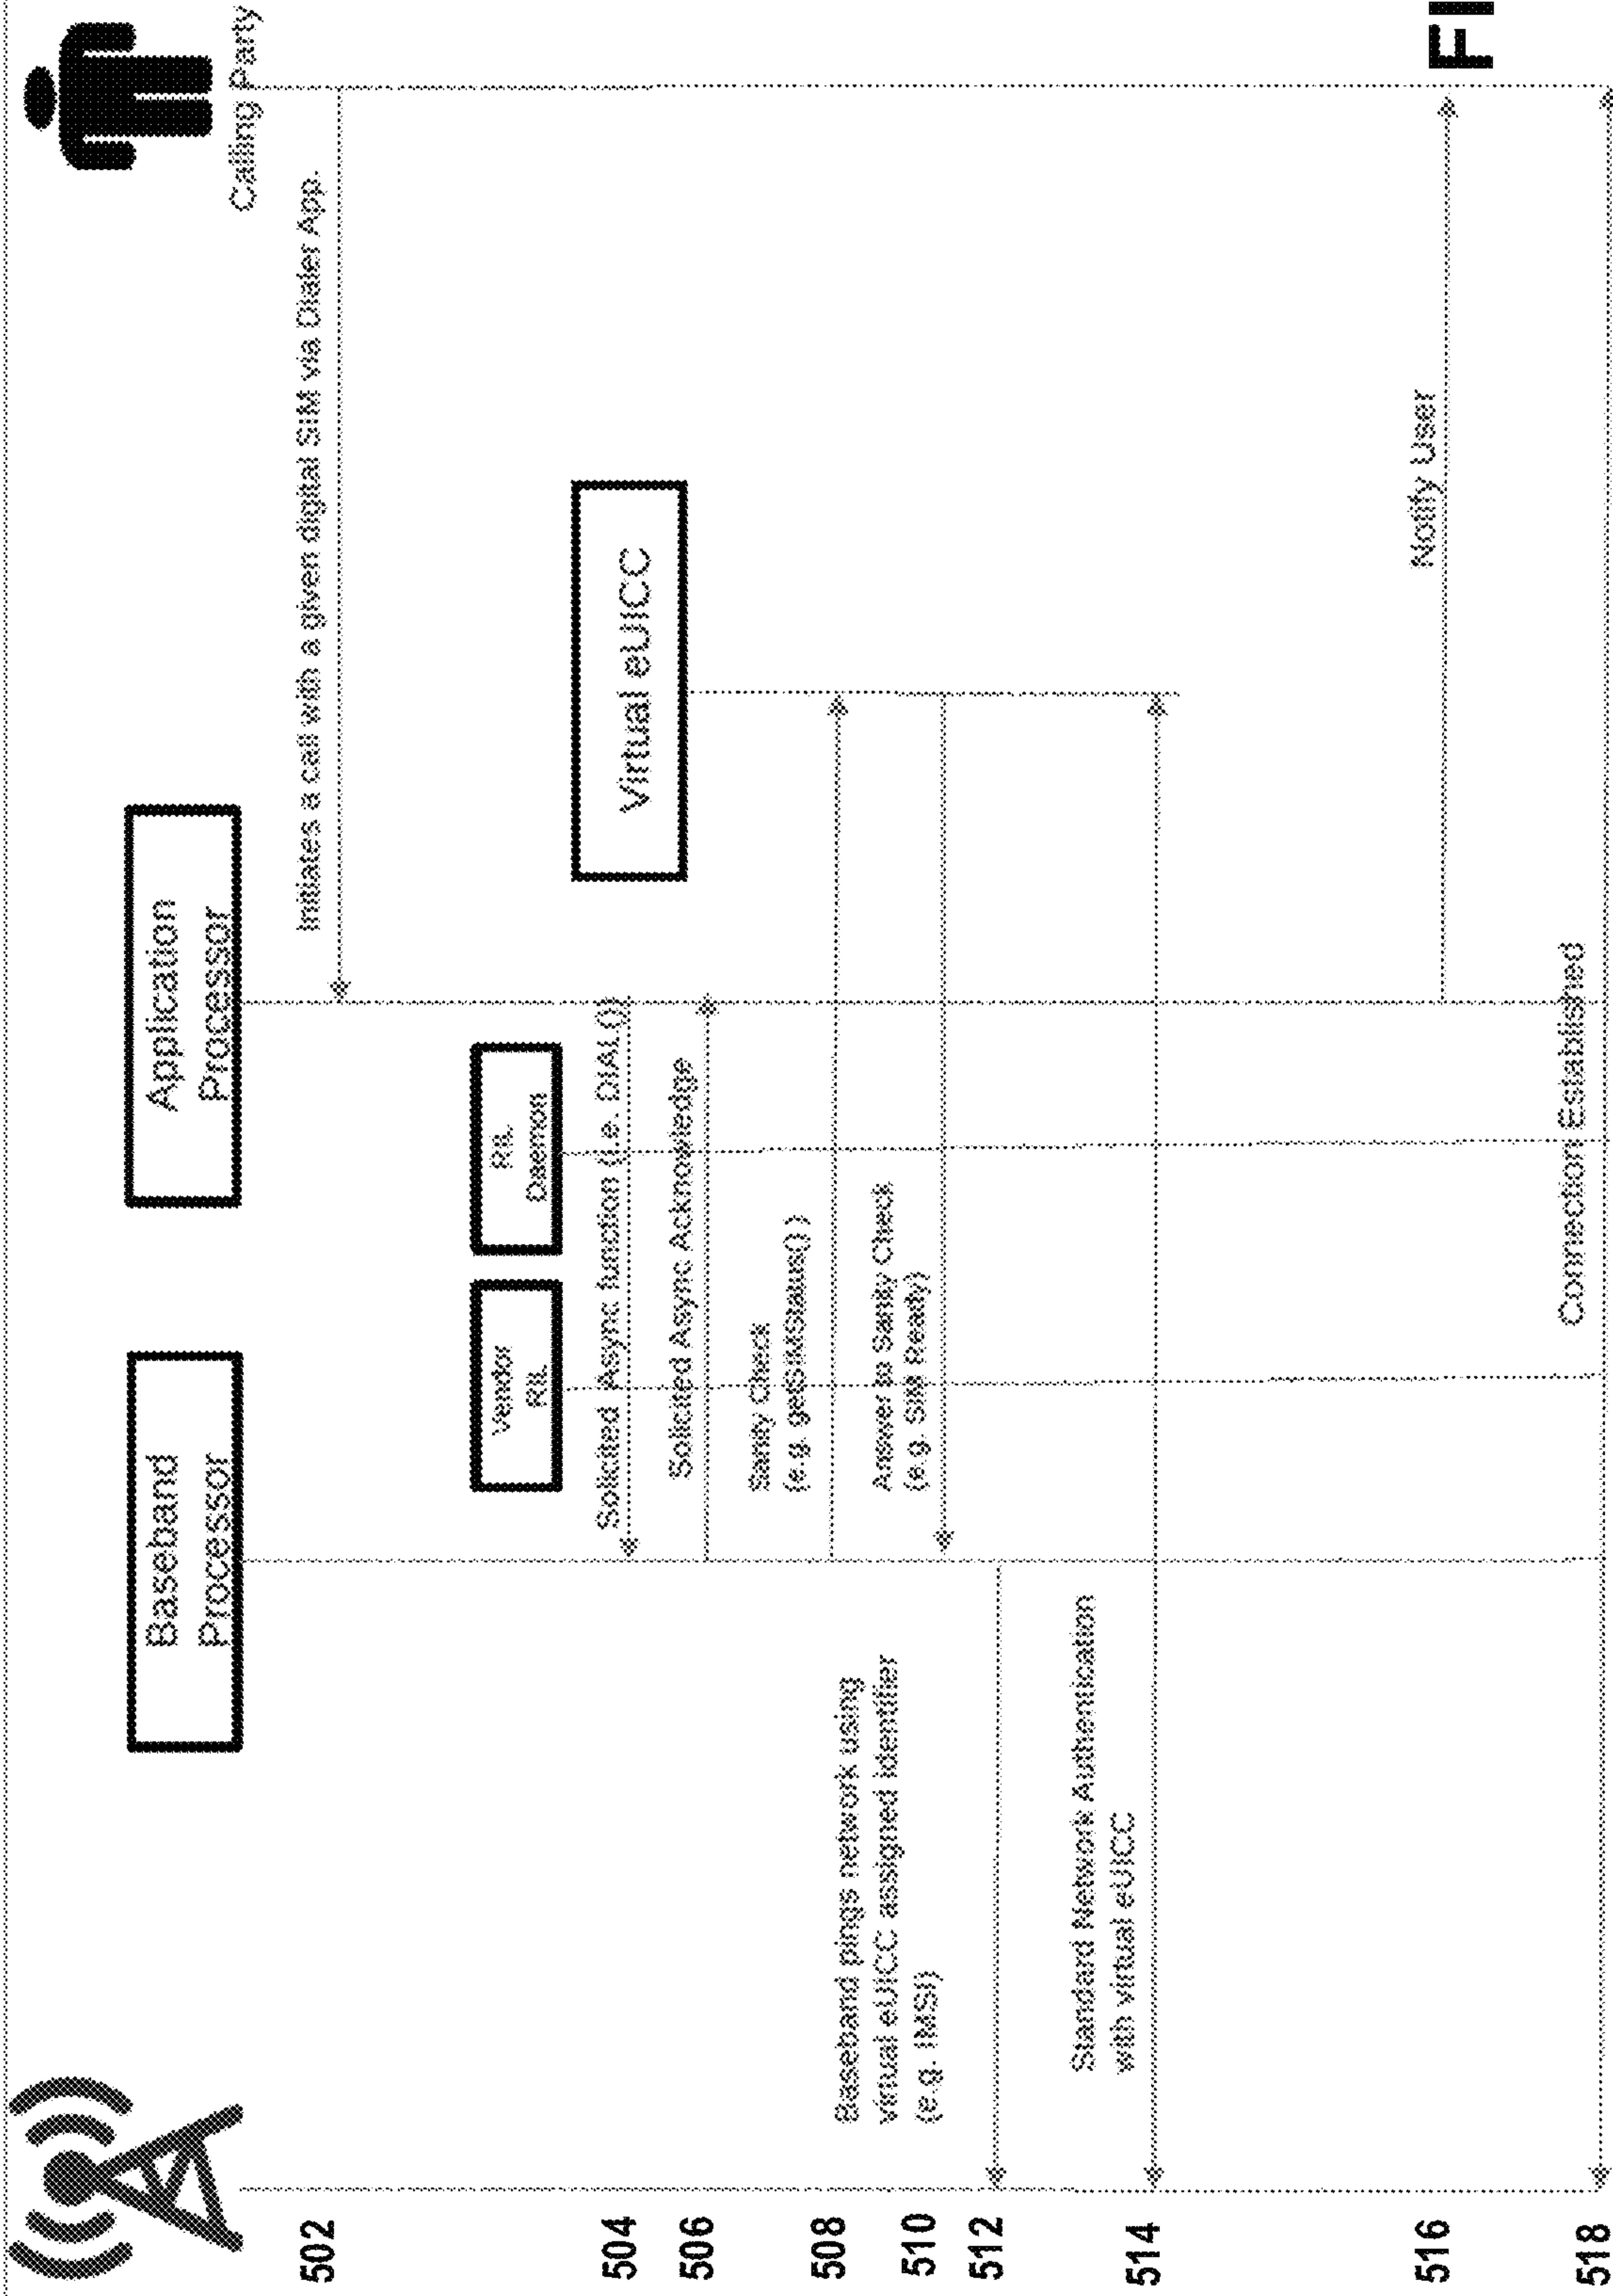 Calling Party
Application
Processor
Baseband
Processor
502
Initiates a call with a given digital SIM via Dialer App.
Vendor
RIL
RIL
Daemon
Virtual eUICC
504
Solicited Async function (i.e. DIAL())
506
Solicited Async Acknowledge
508
Sanity Check
(e.g. getSIMStaus() )
510
Answer to Sanity Check
(e.g. SIM Ready)
512
Baseband pings network using
virtual eUICC assigned identifier
(e.g. IMSI)
514
Standard Network Authentication
with virtual eUICC
516
Notify User
518
Connection Established
FI